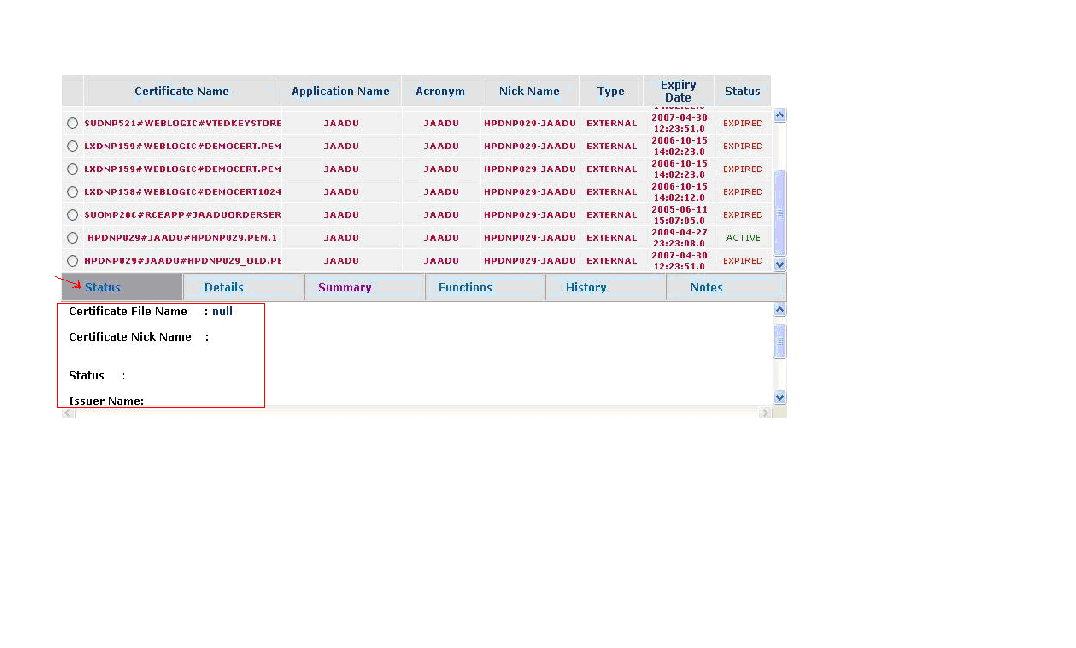 Certificate Name Application Name Acronym Nick Name Type Expiry Date Status
SUDNP521#WEBLOGIC#VTEDKEYSTORE JAADU JAADU HPDNP029-JAADU EXTERNAL 2007-04-30 12:23:51.0 EXPIRED
LXDNP159#WEBLOGIC#DEMOCERT.PEM JAADU JAADU HPDNP029-JAADU EXTERNAL 2006-10-15 14:02:23.0 EXPIRED
LXDNP159#WEBLOGIC#DEMOCERT.PEM JAADU JAADU HPDNP029-JAADU EXTERNAL 2006-10-15 14:02:23.0 EXPIRED
LXDNP158#WEBLOGIC#DEMOCERT1024 JAADU JAADU HPDNP029-JAADU EXTERNAL 2006-10-15 14:02:12.0 EXPIRED
SUOMP206#RCEAPP#JAADUORDERSER JAADU JAADU HPDNP029-JAADU EXTERNAL 2005-06-11 15:07:05.0 EXPIRED
HPDNP029#JAADU#HPDNP029.PEM.1 JAADU JAADU HPDNP029-JAADU EXTERNAL 2009-04-27 23:23:08.0 ACTIVE
HPDNP029#JAADU#HPDNP029_OLD.PE JAADU JAADU HPDNP029-JAADU EXTERNAL 2007-04-30 12:23:51.0 EXPIRED
Status Details Summary Functions History Notes
Certificate File Name : null
Certificate Nick Name :
Status :
Issuer Name: